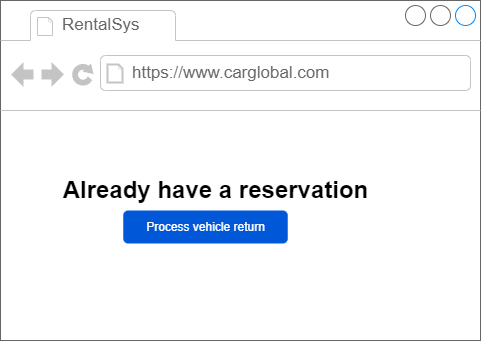 RentalSys
https://www.carglobal.com
Already have a reservation
Process vehicle return